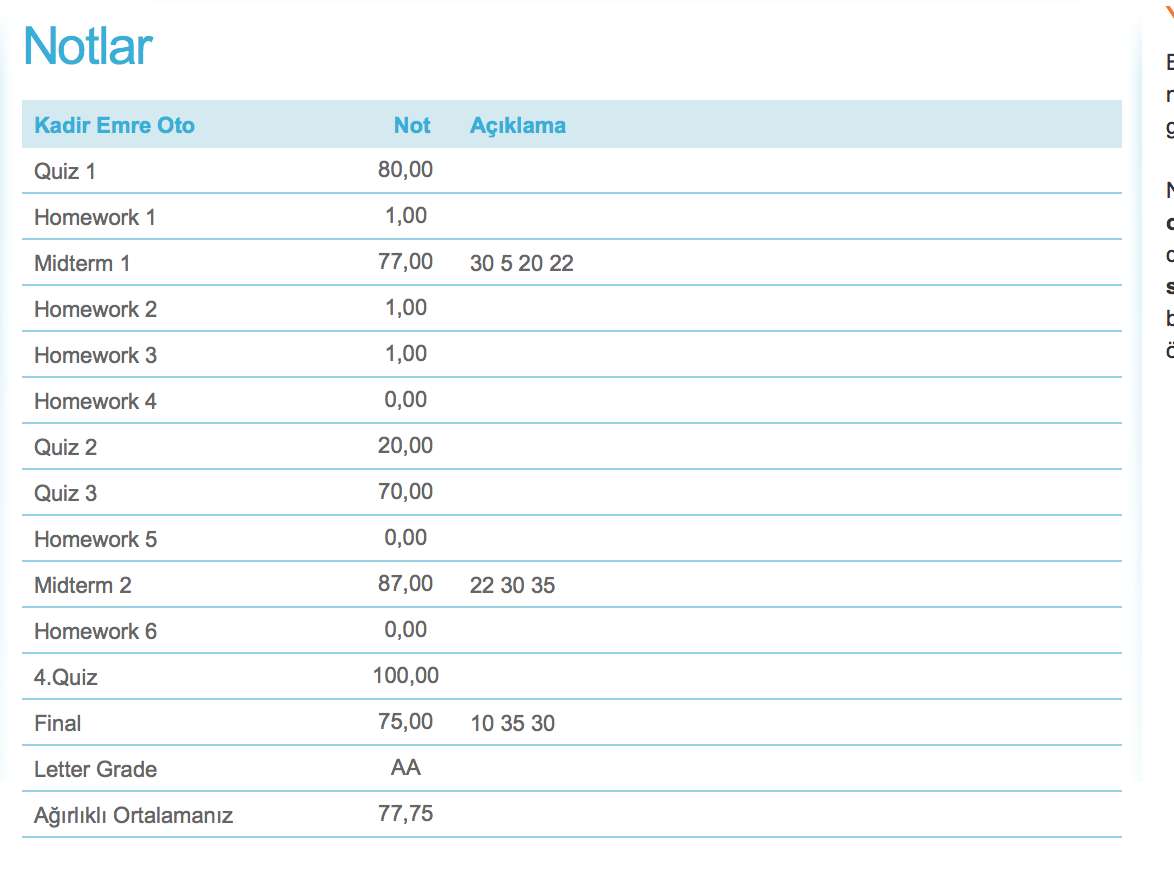 Notlar
Kadir Emre Oto Not Açıklama
Quiz 1 80,00
Homework 1 1,00
Midterm 1 77,00 30 5 20 22
Homework 2 1,00
Homework 3 1,00
Homework 4 0,00
Quiz 2 20,00
Quiz 3 70,00
Homework 5 0,00
Midterm 2 87,00 22 30 35
Homework 6 0,00
4.Quiz 100,00
Final 75,00 10 35 30
Letter Grade AA
Ağırlıklı Ortalamanız 77,75